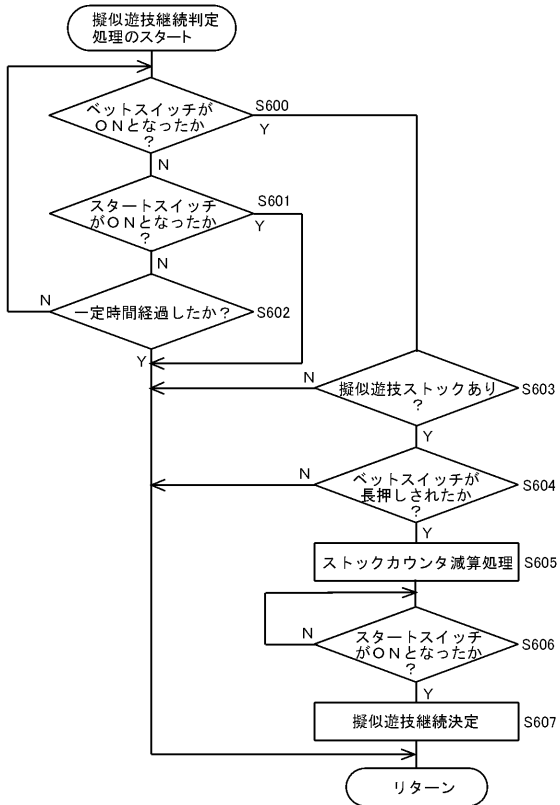 擬似遊技継続判定
処理のスタート
ベットスイッチが
ＯＮとなったか
？
S600
Y
N
スタートスイッチ
がＯＮとなったか
？
S601
Y
N
一定時間経過したか？
S602
N
Y
擬似遊技ストックあり
？
S603
N
Y
ベットスイッチが
長押しされたか
？
S604
N
Y
ストックカウンタ減算処理
S605
スタートスイッチ
がＯＮとなったか
？
S606
N
Y
擬似遊技継続決定
S607
リターン